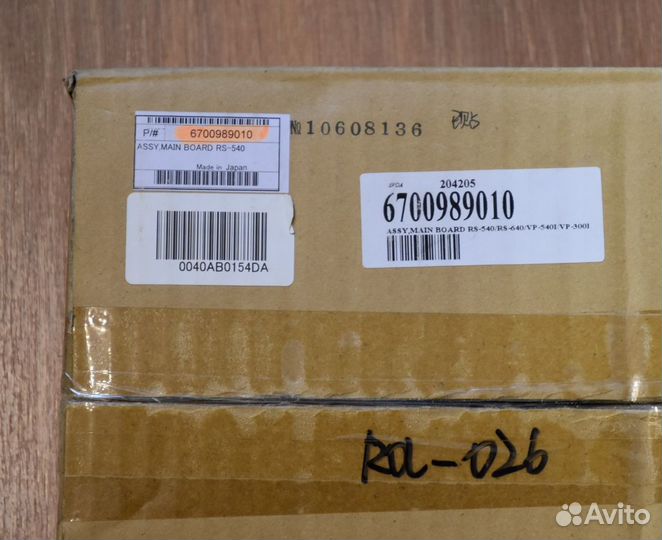 P/# 6700989010
ASSY,MAIN BOARD RS-540
Made in Japan
№10608136
0040AB0154DA
204205
6700989010
ASSY,MAIN BOARD RS-540/RS-640/VP-540I/VP-300I
ROL-026
Avito